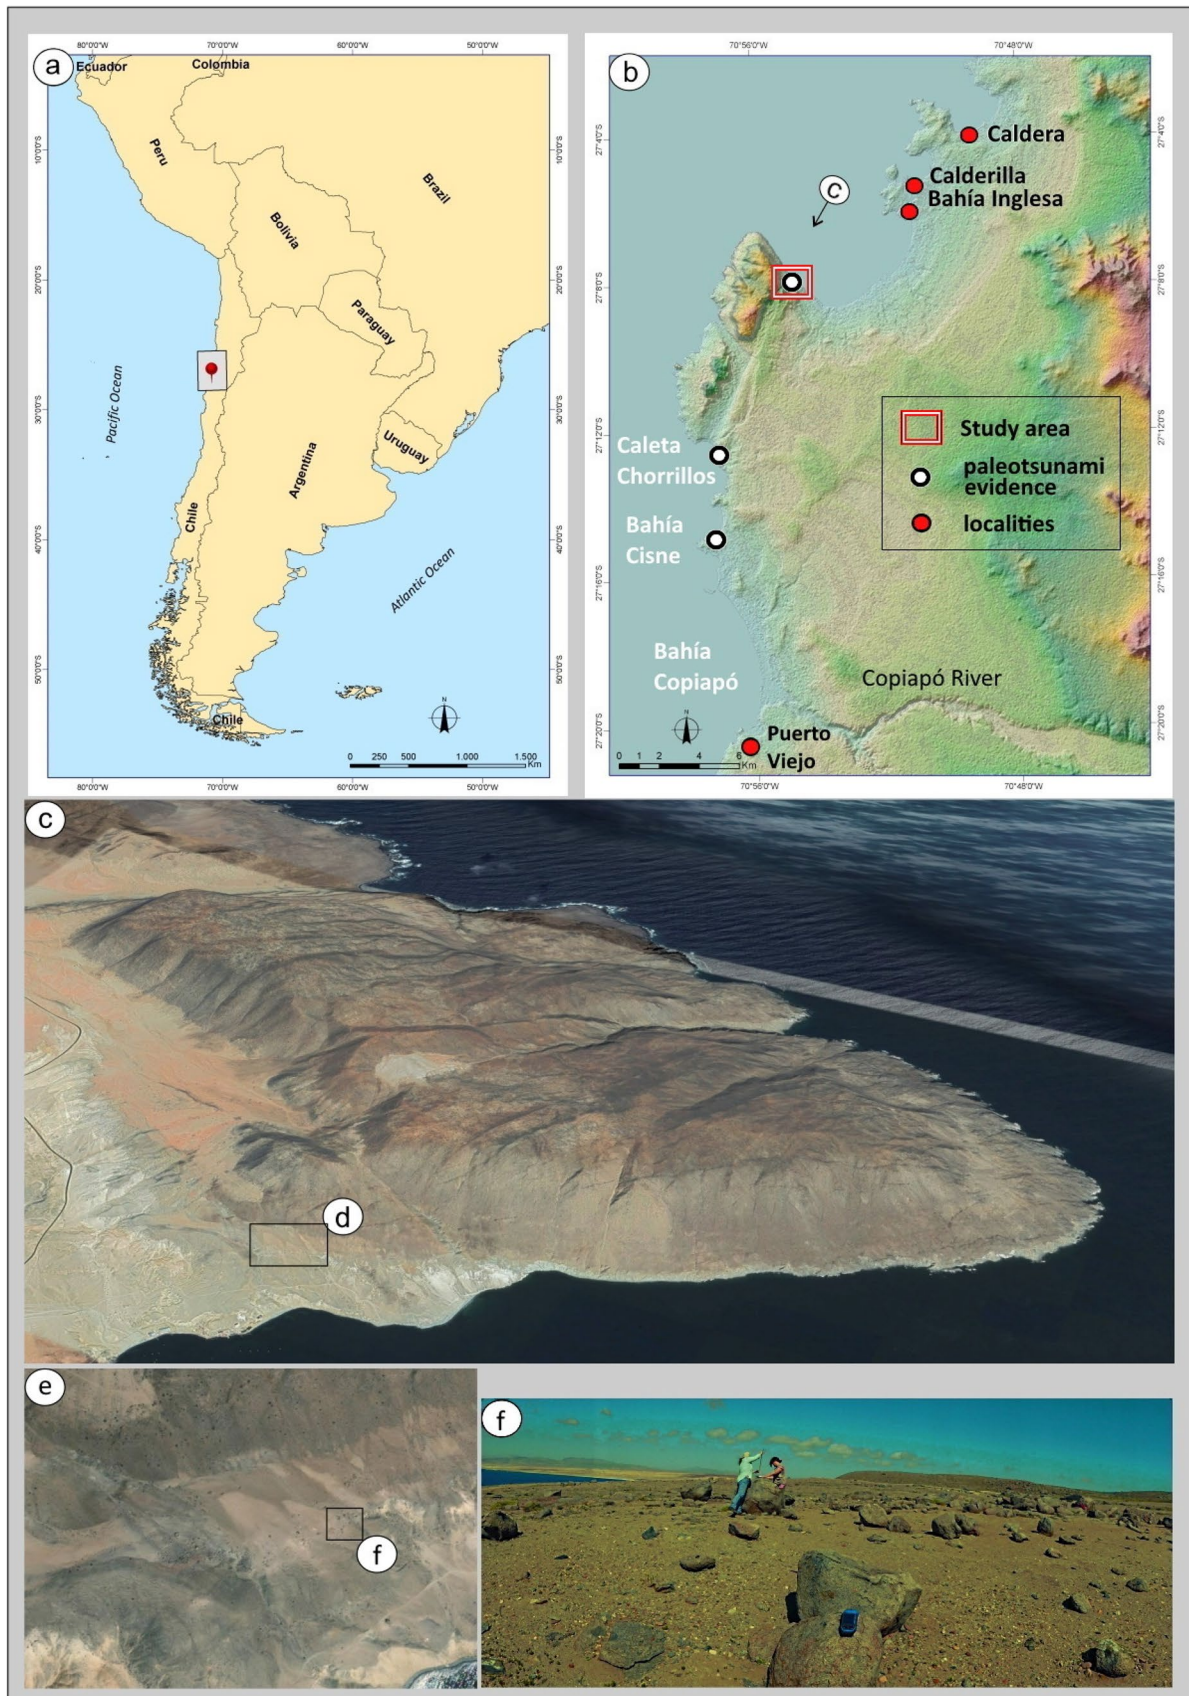 a
80°0'0"W 70°0'0"W 60°0'0"W 50°0'0"W
Ecuador
Colombia
Peru
Brazil
Bolivia
Paraguay
Pacific Ocean
Uruguay
Argentina
Chile
Atlantic Ocean
Chile
N
0 250 500 1.000 1.500
Km
10°0'0"S
20°0'0"S
30°0'0"S
40°0'0"S
50°0'0"S
10°0'0"S
20°0'0"S
30°0'0"S
40°0'0"S
50°0'0"S
80°0'0"W 70°0'0"W 60°0'0"W 50°0'0"W
b
70°56'0"W 70°48'0"W
Caldera
Calderilla
Bahía Inglesa
C
Study area
paleotsunami
evidence
localities
Caleta
Chorrillos
Bahía
Cisne
Bahía
Copiapó
Copiapó River
Puerto
Viejo
N
0 1 2 4 6
Km
27°4'0"S
27°8'0"S
27°12'0"S
27°16'0"S
27°20'0"S
27°4'0"S
27°8'0"S
27°12'0"S
27°16'0"S
27°20'0"S
70°56'0"W 70°48'0"W
c
d
e
f
f